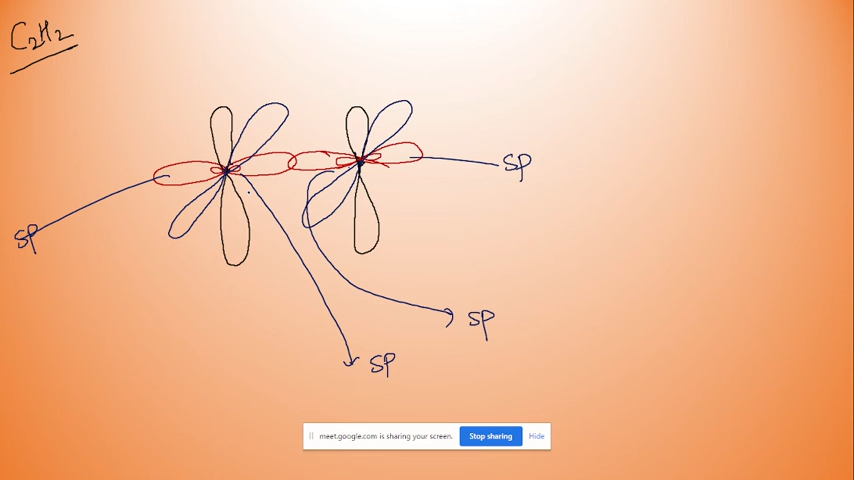 C₂H₂
SP
SP
SP
SP
meet.google.com is sharing your screen. Stop sharing Hide